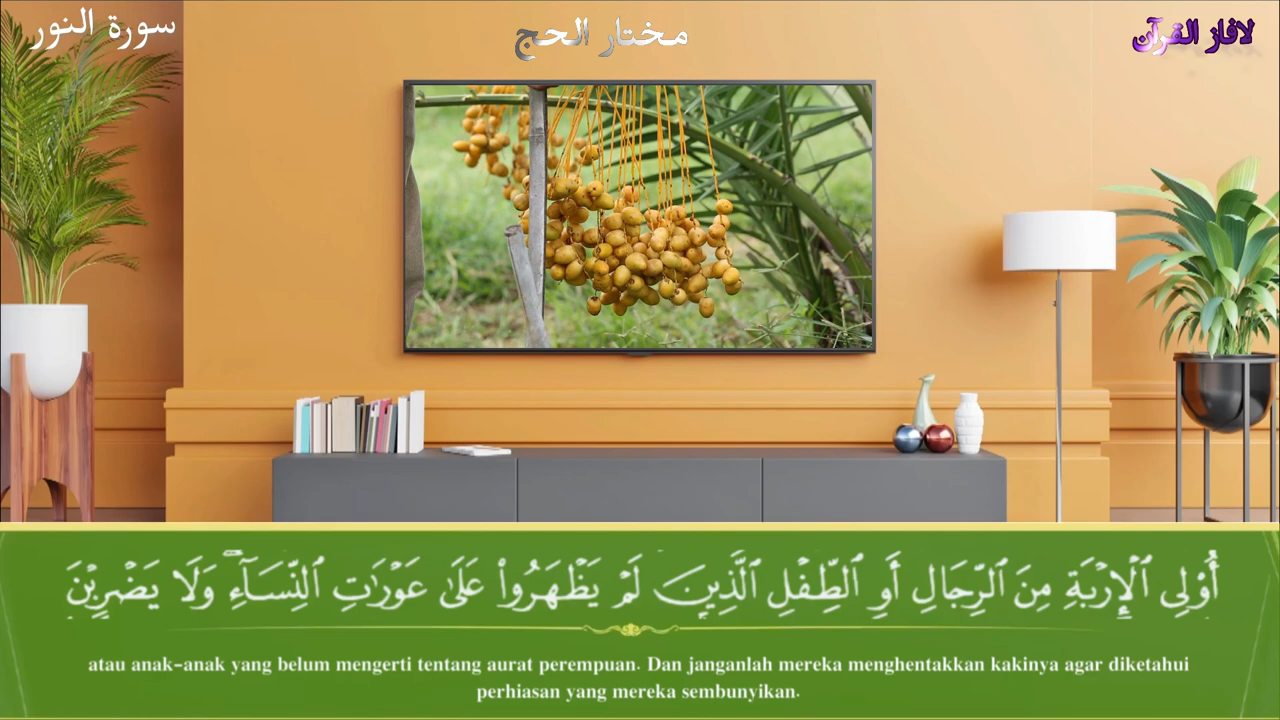 لافاز القرآن
مختار الحج
سورة النور
أُو۟لِى ٱلْإِرْبَةِ مِنَ ٱلرِّجَالِ أَوِ ٱلطِّفْلِ ٱلَّذِينَ لَمْ يَظْهَرُوا۟ عَلَىٰ عَوْرَٰتِ ٱلنِّسَآءِ ۖ وَلَا يَضْرِبْنَ
atau anak-anak yang belum mengerti tentang aurat perempuan. Dan janganlah mereka menghentakkan kakinya agar diketahui
perhiasan yang mereka sembunyikan.